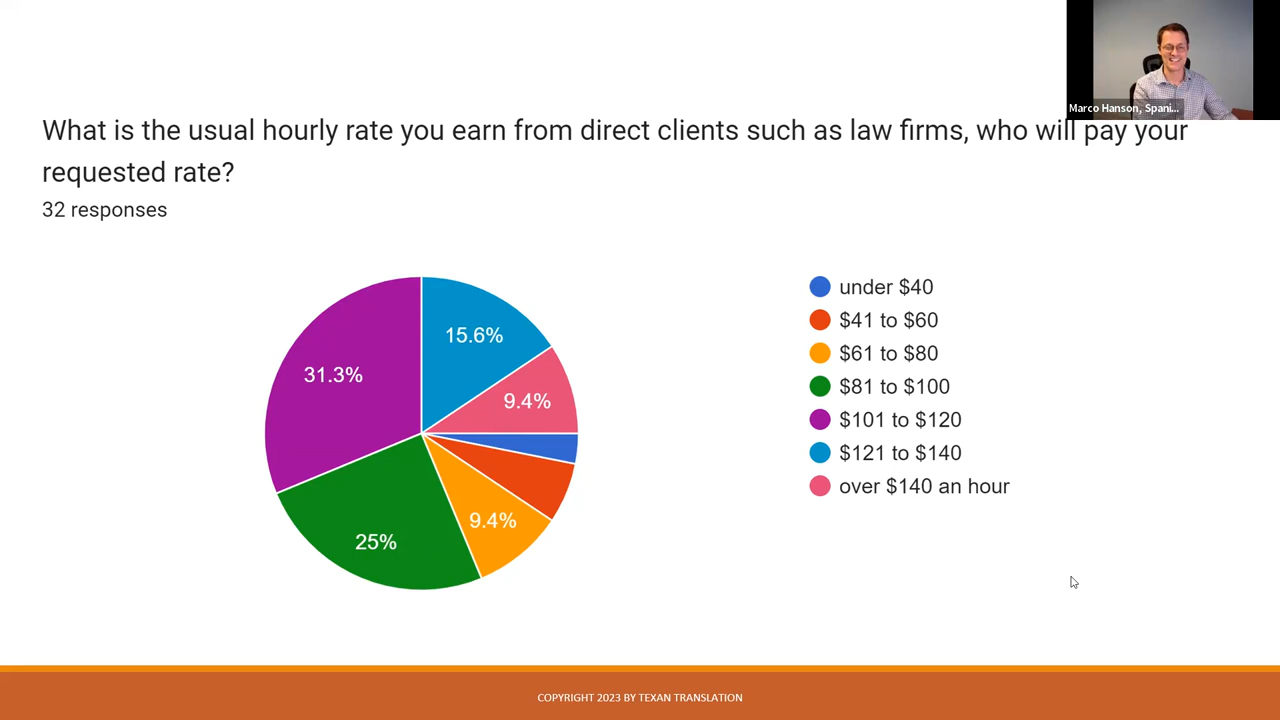 Marco Hanson, Spani...
What is the usual hourly rate you earn from direct clients such as law firms, who will pay your
requested rate?
32 responses
15.6%
31.3%
9.4%
9.4%
25%
under $40
$41 to $60
$61 to $80
$81 to $100
$101 to $120
$121 to $140
over $140 an hour
COPYRIGHT 2023 BY TEXAN TRANSLATION